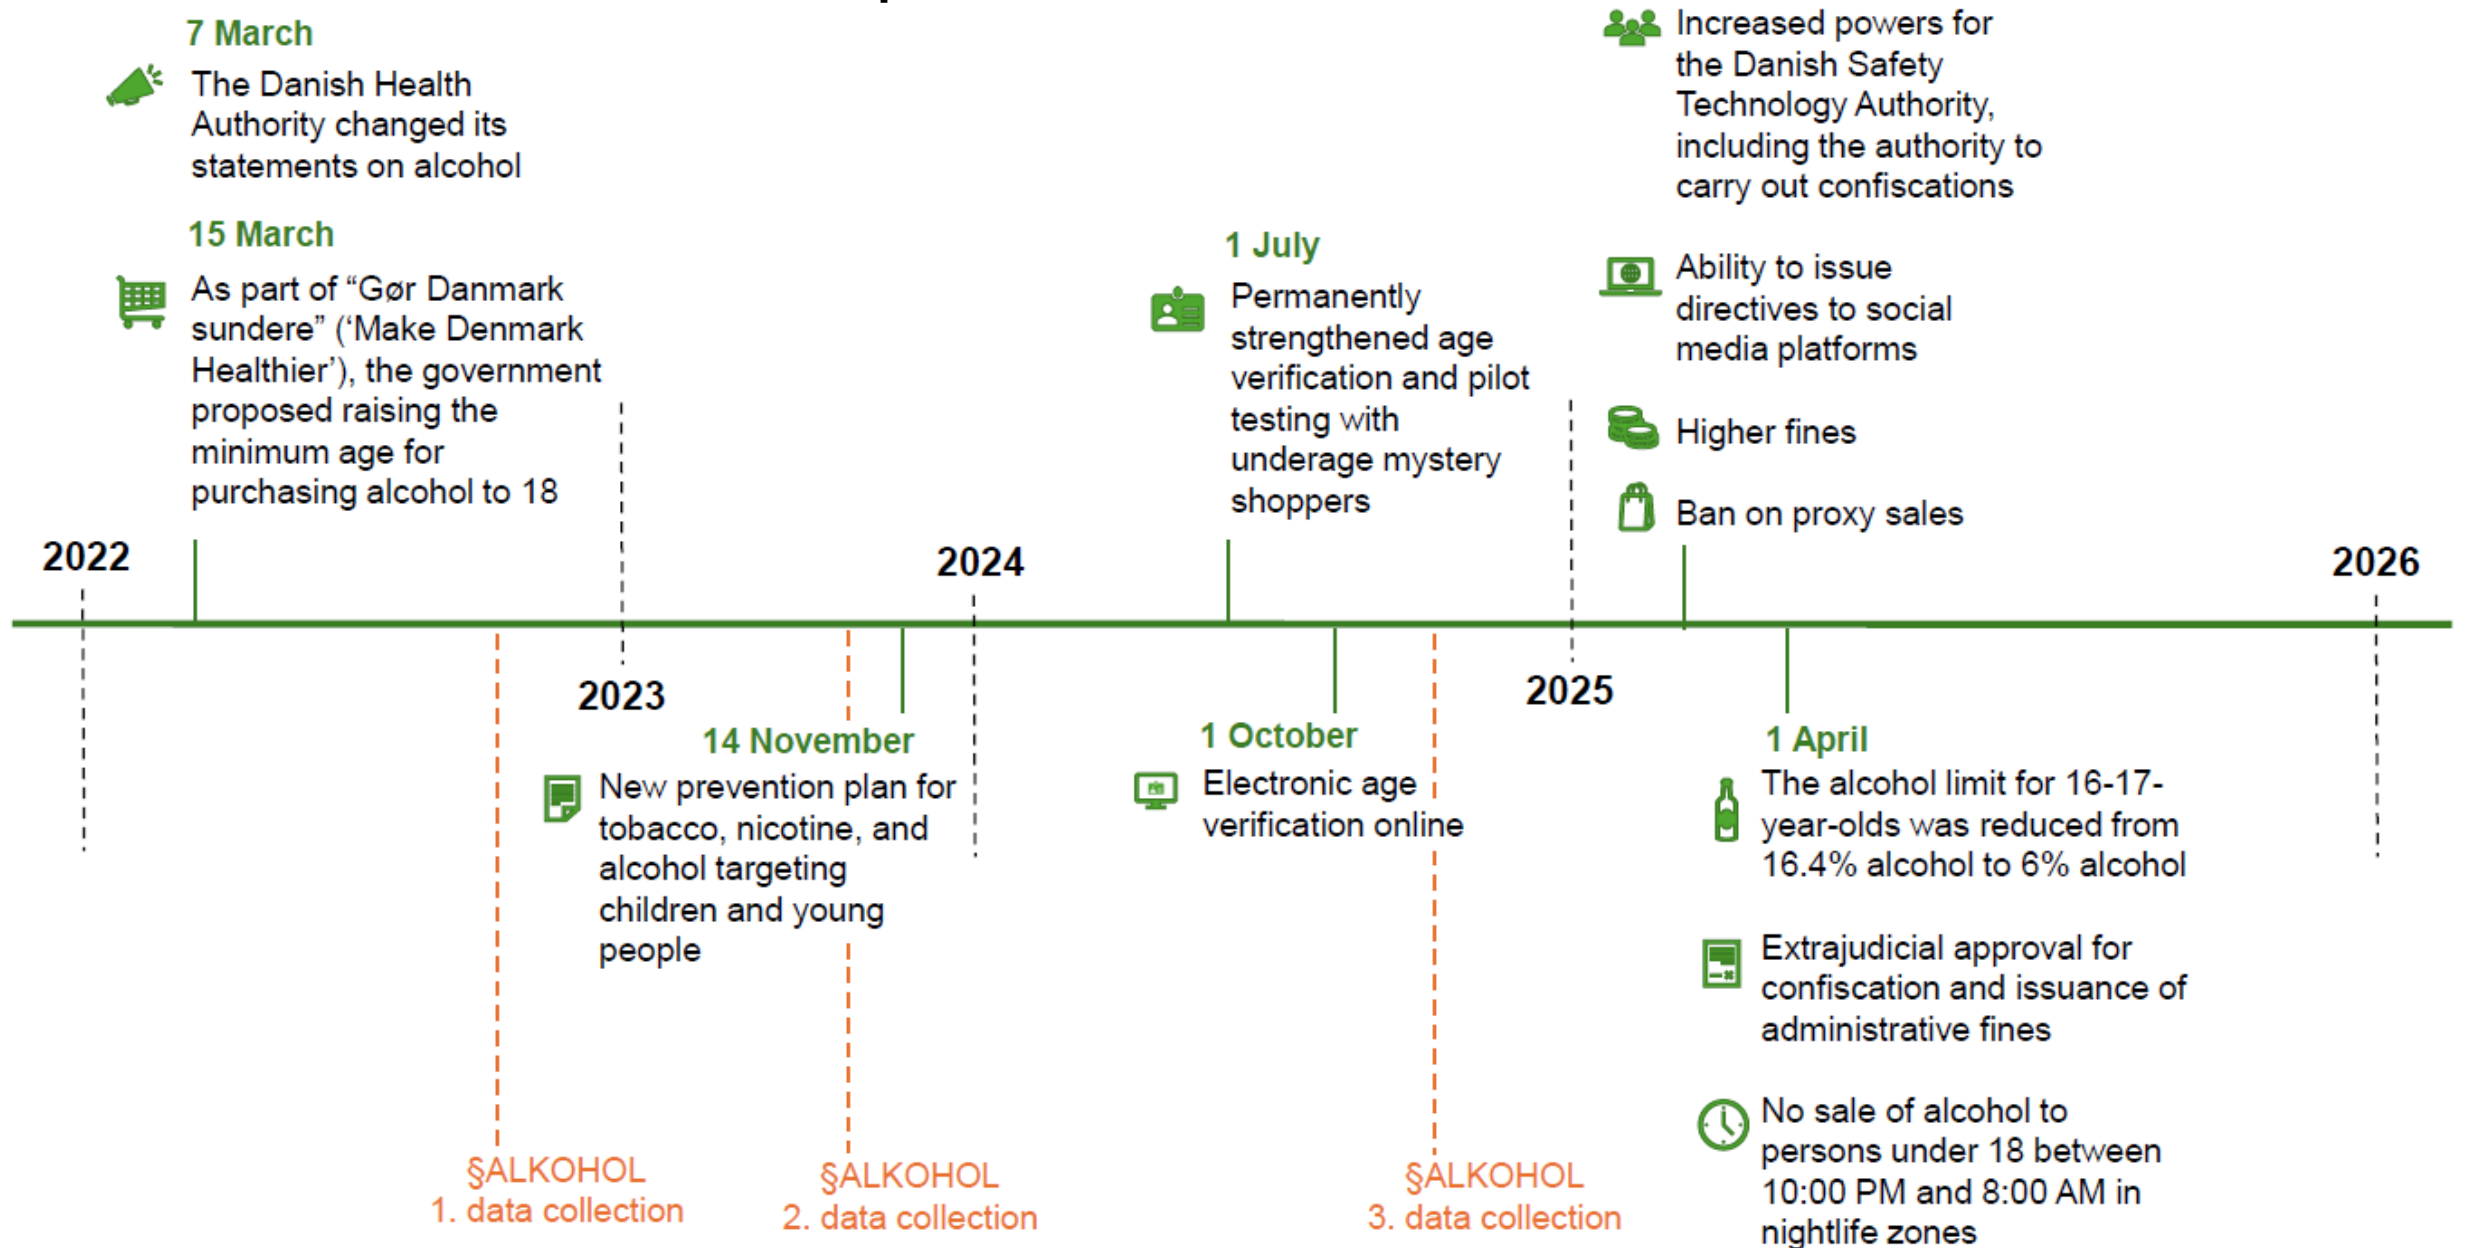 7 March
The Danish Health
Authority changed its
statements on alcohol
15 March
As part of “Gør Danmark
sundere” (‘Make Denmark
Healthier’), the government
proposed raising the
minimum age for
purchasing alcohol to 18
1 July
Permanently
strengthened age
verification and pilot
testing with
underage mystery
shoppers
Increased powers for
the Danish Safety
Technology Authority,
including the authority to
carry out confiscations
Ability to issue
directives to social
media platforms
Higher fines
Ban on proxy sales
2022
2024
2026
2023
2025
14 November
New prevention plan for
tobacco, nicotine, and
alcohol targeting
children and young
people
1 October
Electronic age
verification online
1 April
The alcohol limit for 16-17-
year-olds was reduced from
16.4% alcohol to 6% alcohol
Extrajudicial approval for
confiscation and issuance of
administrative fines
No sale of alcohol to
persons under 18 between
10:00 PM and 8:00 AM in
nightlife zones
§ALKOHOL
1. data collection
§ALKOHOL
2. data collection
§ALKOHOL
3. data collection